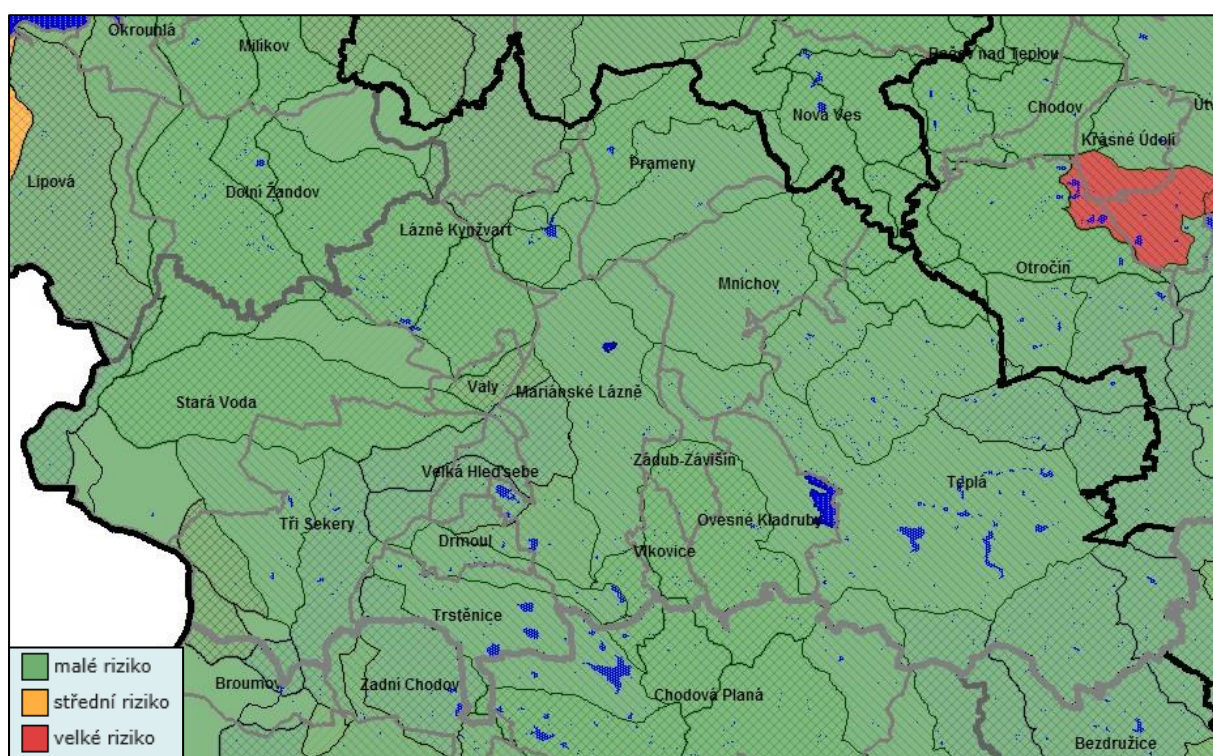 Okrouhlá
Milíkov
Nová Ves
Chodov
Útv
Krásné Údolí
Prameny
Lipová
Dolní Žandov
Lázně Kynžvart
Otročín
Mnichov
Valy
Mariánské Lázně
Stará Voda
Velká Hleďsebe
Zádub-Závišín
Teplá
Tři Sekery
Ovesné Kladruby
Drmoul
Vlkovice
Trstěnice
Broumov
Zadní Chodov
Chodová Planá
Bezdružice
malé riziko
střední riziko
velké riziko